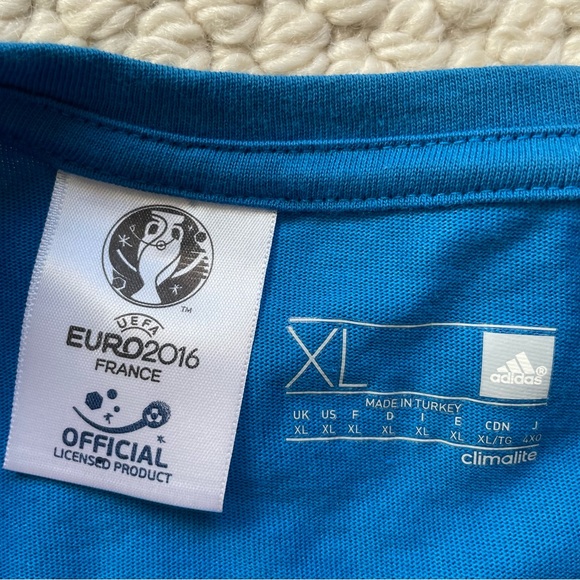 ™
UEFA
EURO2016
FRANCE
OFFICIAL
LICENSED PRODUCT
XL
adidas
MADE IN TURKEY
UK US F D I E CDN J
XL XL XL XL XL XL XL/TG 4XO
climalite